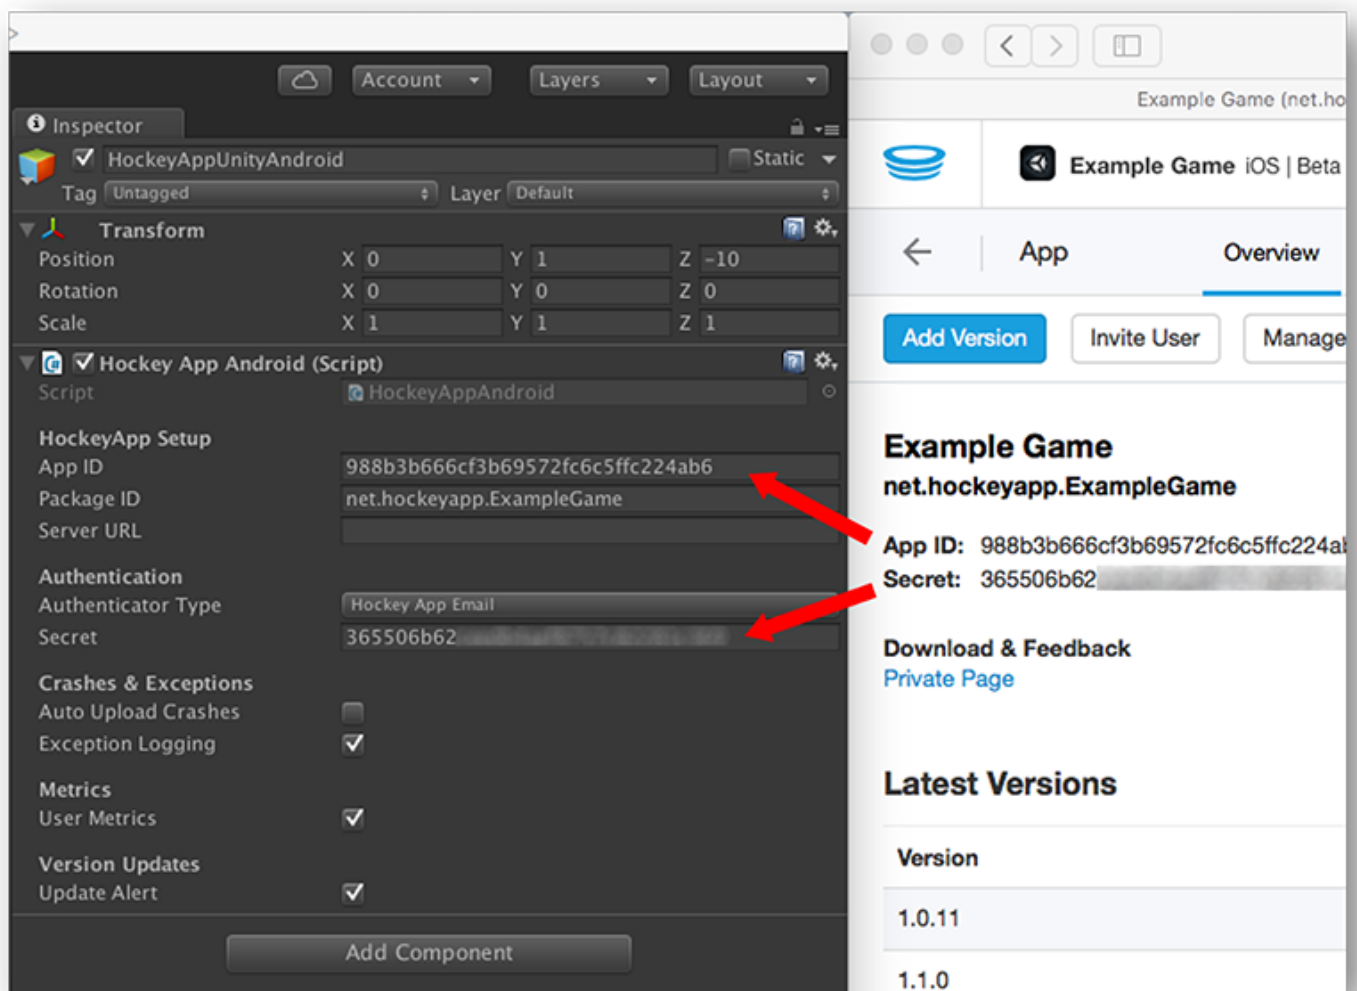 Account
Layers
Layout
Inspector
HockeyAppUnityAndroid
Static
Tag Untagged
Layer Default
Transform
Position X 0 Y 1 Z -10
Rotation X 0 Y 0 Z 0
Scale X 1 Y 1 Z 1
Hockey App Android (Script)
Script HockeyAppAndroid
HockeyApp Setup
App ID 988b3b666cf3b69572fc6c5ffc224ab6
Package ID net.hockeyapp.ExampleGame
Server URL
Authentication
Authenticator Type Hockey App Email
Secret 365506b62
Crashes & Exceptions
Auto Upload Crashes
Exception Logging
Metrics
User Metrics
Version Updates
Update Alert
Add Component
Example Game (net.ho
Example Game iOS | Beta
App
Overview
Add Version
Invite User
Manage
Example Game
net.hockeyapp.ExampleGame
App ID: 988b3b666cf3b69572fc6c5ffc224a
Secret: 365506b62
Download & Feedback
Private Page
Latest Versions
Version
1.0.11
1.1.0